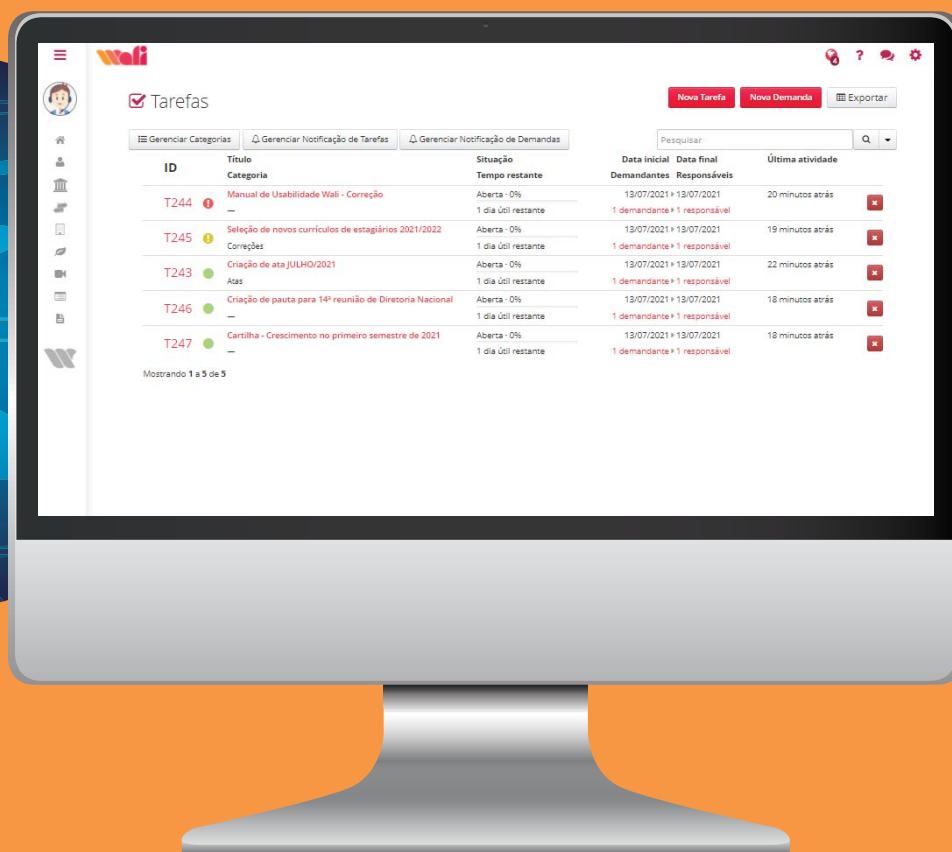 wali
4 ?
Tarefas
Nova Tarefa Nova Demanda Exportar
Gerenciar Categorias Gerenciar Notificação de Tarefas Gerenciar Notificação de Demandas Pesquisar
ID Título Situação Data inicial Data final Última atividade
Categoria Tempo restante Demandantes Responsáveis
T244 Manual de Usabilidade Wali - Correção Aberta - 0% 13/07/2021 13/07/2021 20 minutos atrás
— 1 dia útil restante 1 demandante 1 responsável
T245 Seleção de novos currículos de estagiários 2021/2022 Aberta - 0% 13/07/2021 13/07/2021 19 minutos atrás
Correções 1 dia útil restante 1 demandante 1 responsável
T243 Criação de ata JULHO/2021 Aberta - 0% 13/07/2021 13/07/2021 22 minutos atrás
Atas 1 dia útil restante 1 demandante 1 responsável
T246 Criação de pauta para 14ª reunião de Diretoria Nacional Aberta - 0% 13/07/2021 13/07/2021 18 minutos atrás
— 1 dia útil restante 1 demandante 1 responsável
T247 Cartilha - Crescimento no primeiro semestre de 2021 Aberta - 0% 13/07/2021 13/07/2021 18 minutos atrás
— 1 dia útil restante 1 demandante 1 responsável
Mostrando 1 a 5 de 5